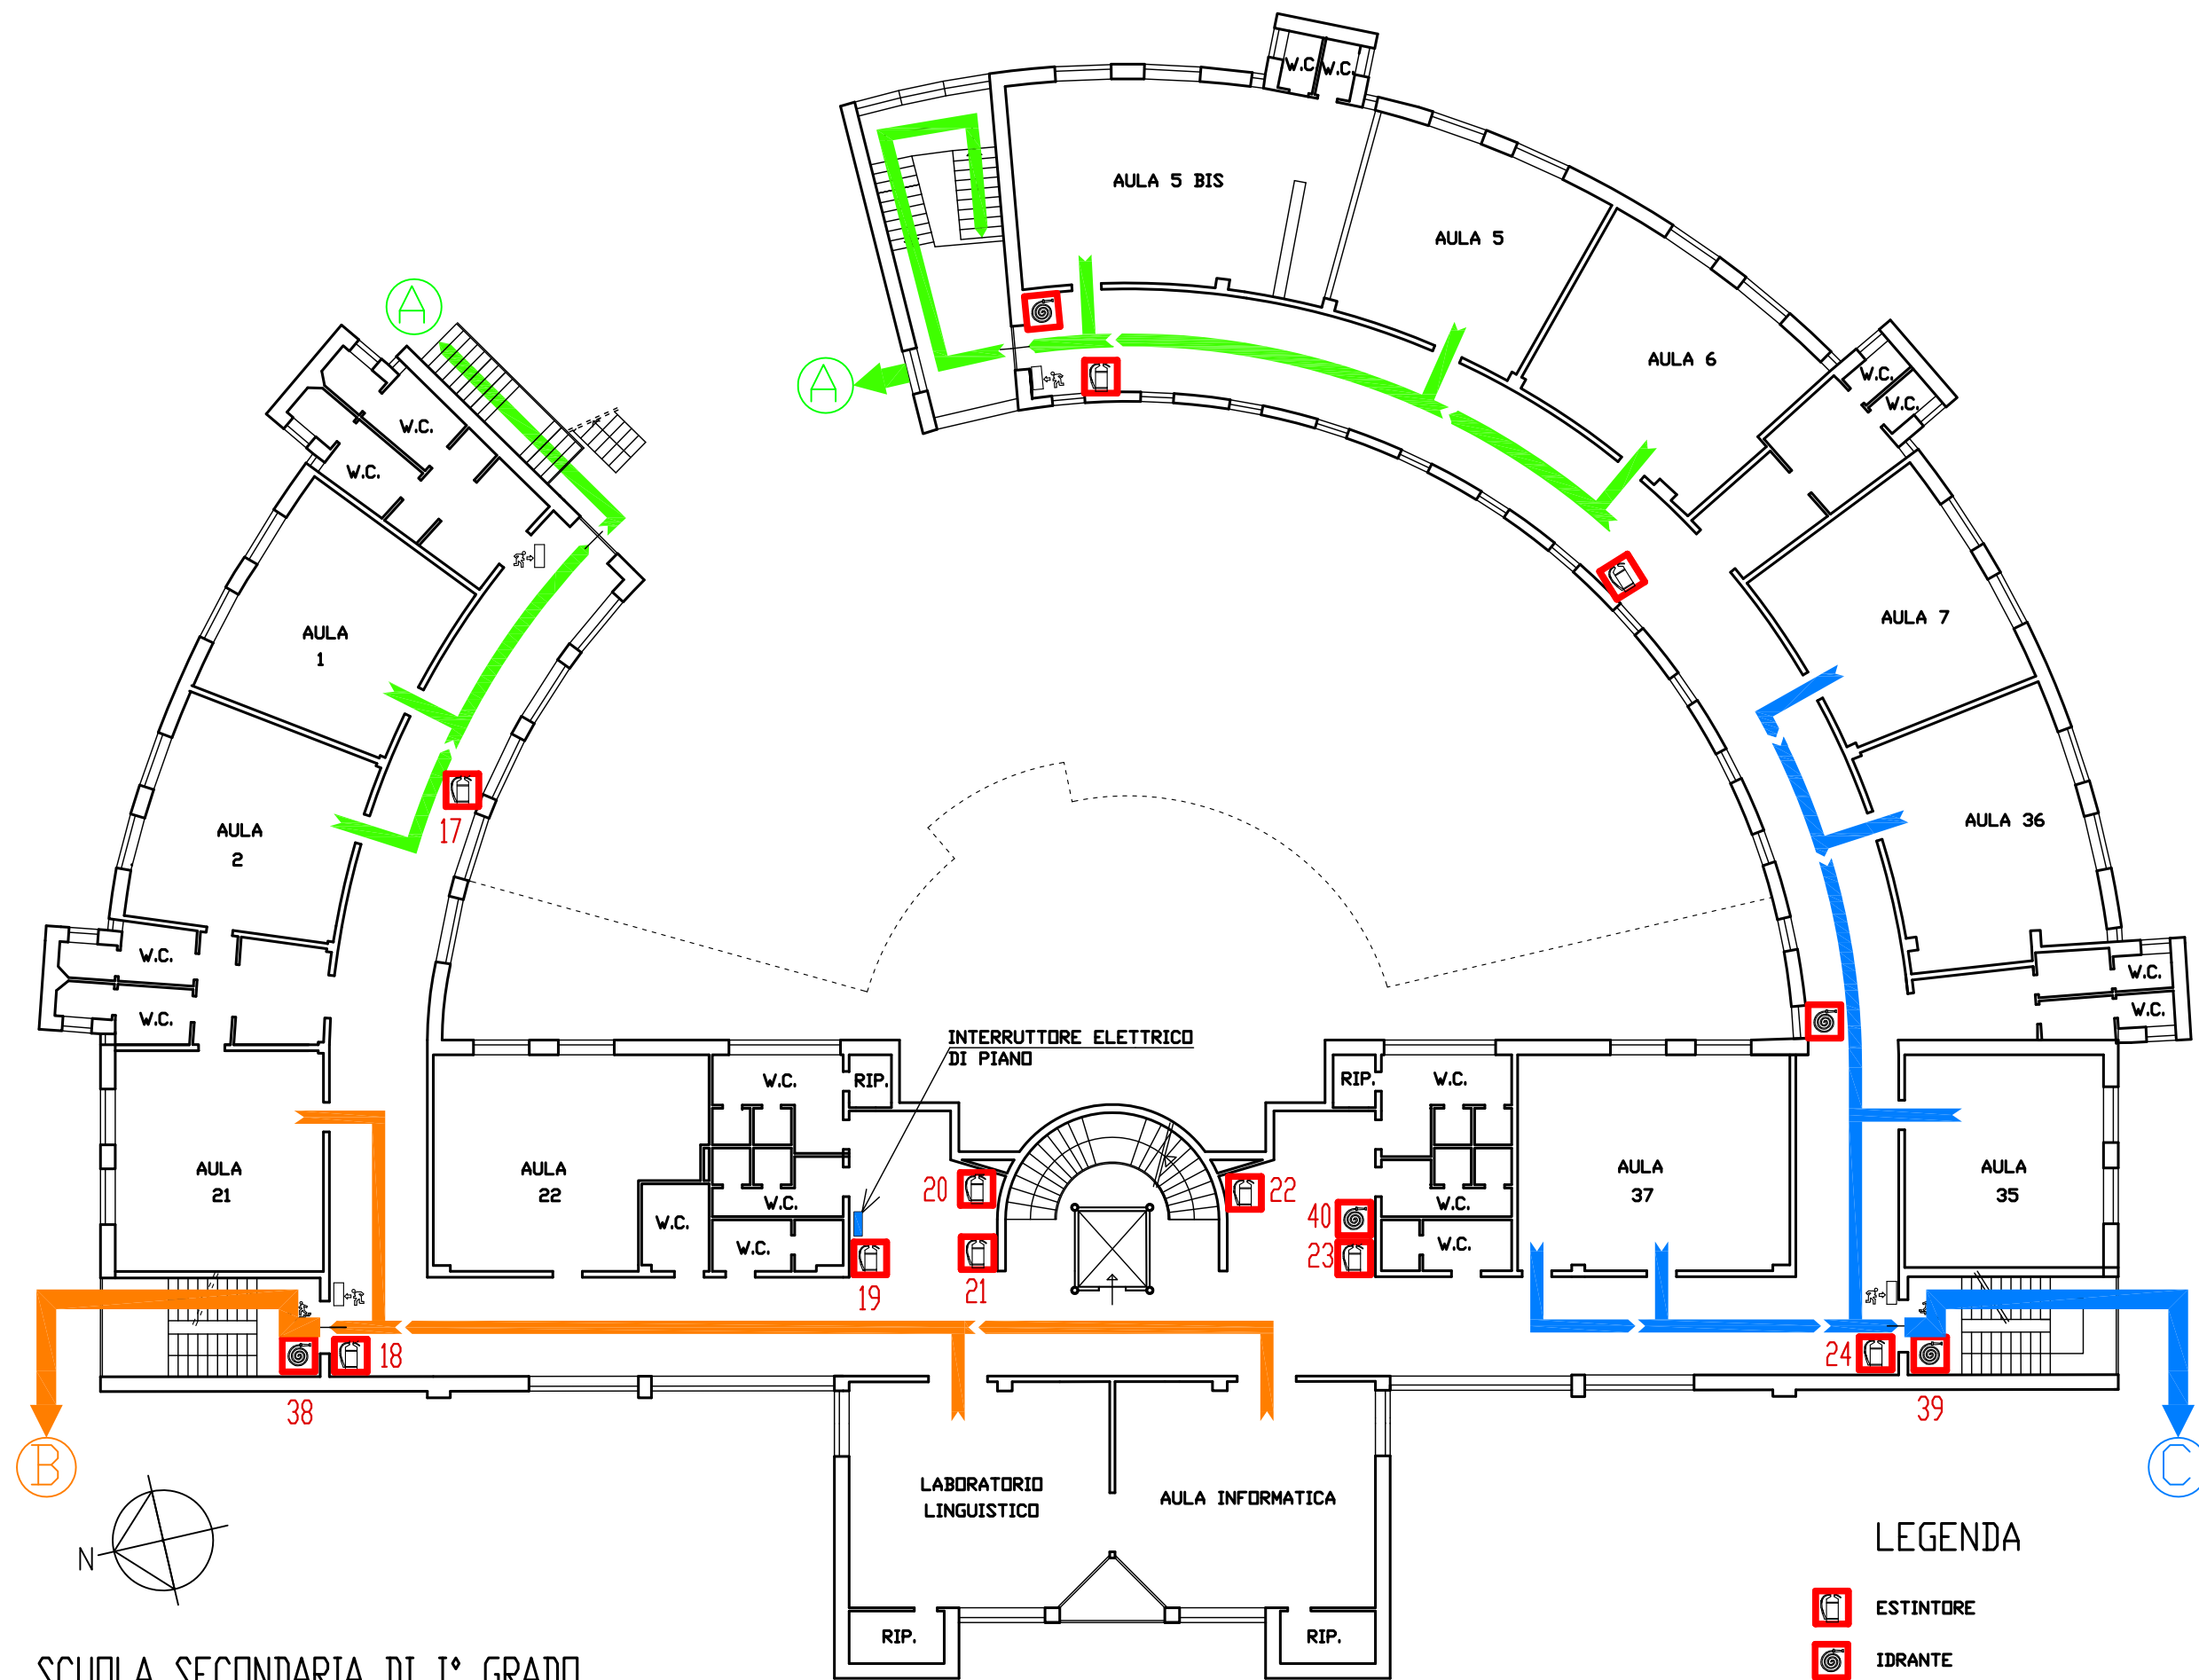 W.C.
W.C.
AULA 5 BIS
AULA 5
A
A
AULA 6
W.C.
W.C.
W.C.
W.C.
AULA
1
AULA 7
17
AULA
2
AULA 36
W.C.
W.C.
W.C.
W.C.
INTERRUTTORE ELETTRICO
DI PIANO
W.C.
RIP.
RIP.
W.C.
AULA
21
AULA
22
20
22
AULA
37
AULA
35
W.C.
W.C.
W.C.
40
W.C.
W.C.
23
19
21
18
24
38
39
B
C
LABORATORIO
LINGUISTICO
AULA INFORMATICA
N
LEGENDA
ESTINTORE
RIP.
RIP.
IDRANTE
SCUOLA SECONDARIA DI I° GRADO